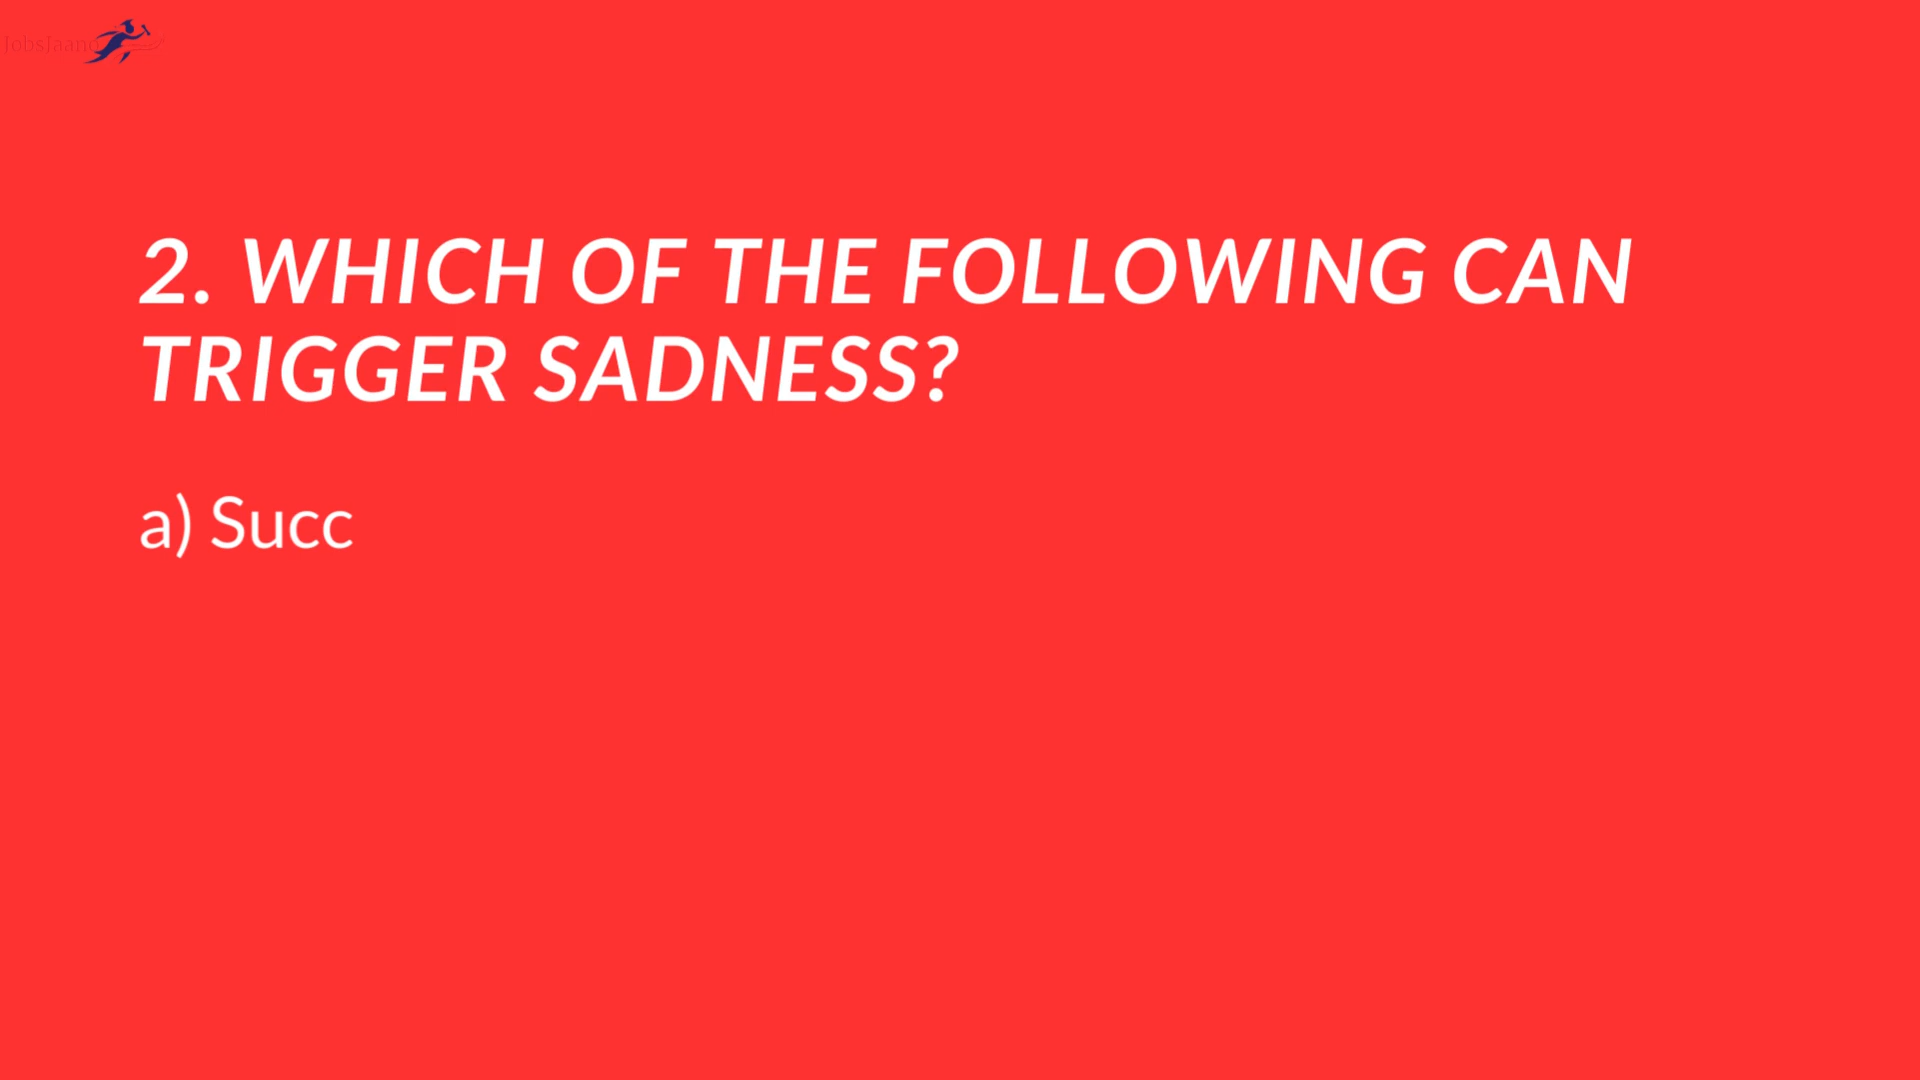 JobsJaano
2. WHICH OF THE FOLLOWING CAN
TRIGGER SADNESS?
a) Succ